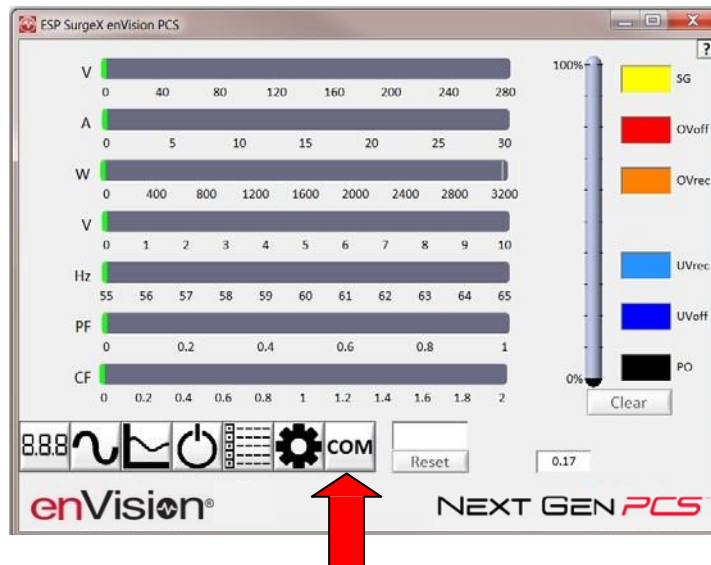 ESP SurgeX enVision PCS
?
V
0 40 80 120 160 200 240 280
A
0 5 10 15 20 25 30
W
0 400 800 1200 1600 2000 2400 2800 3200
V
0 1 2 3 4 5 6 7 8 9 10
Hz
55 56 57 58 59 60 61 62 63 64 65
PF
0 0.2 0.4 0.6 0.8 1
CF
0 0.2 0.4 0.6 0.8 1 1.2 1.4 1.6 1.8 2
100%
0%
SG
OVoff
OVrec
UVrec
UVoff
PO
Clear
8.8.8 COM
Reset
0.17
enVision®
NEXT GEN PCS